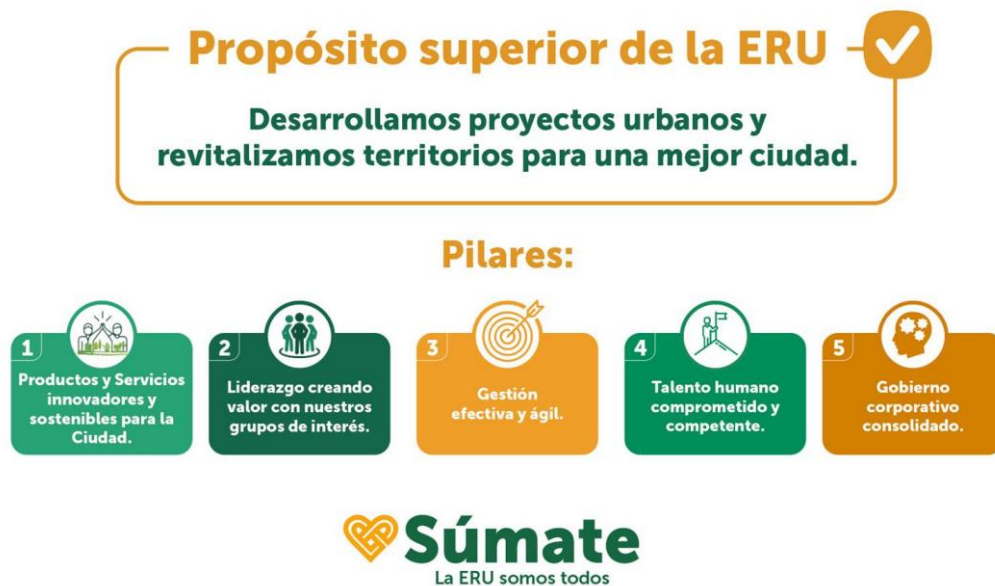 Propósito superior de la ERU
Desarrollamos proyectos urbanos y
revitalizamos territorios para una mejor ciudad.
Pilares:
1
Productos y Servicios
innovadores y
sostenibles para la
Ciudad.
2
Liderazgo creando
valor con nuestros
grupos de interés.
3
Gestión
efectiva y ágil.
4
Talento humano
comprometido y
competente.
5
Gobierno
corporativo
consolidado.
Súmate
La ERU somos todos